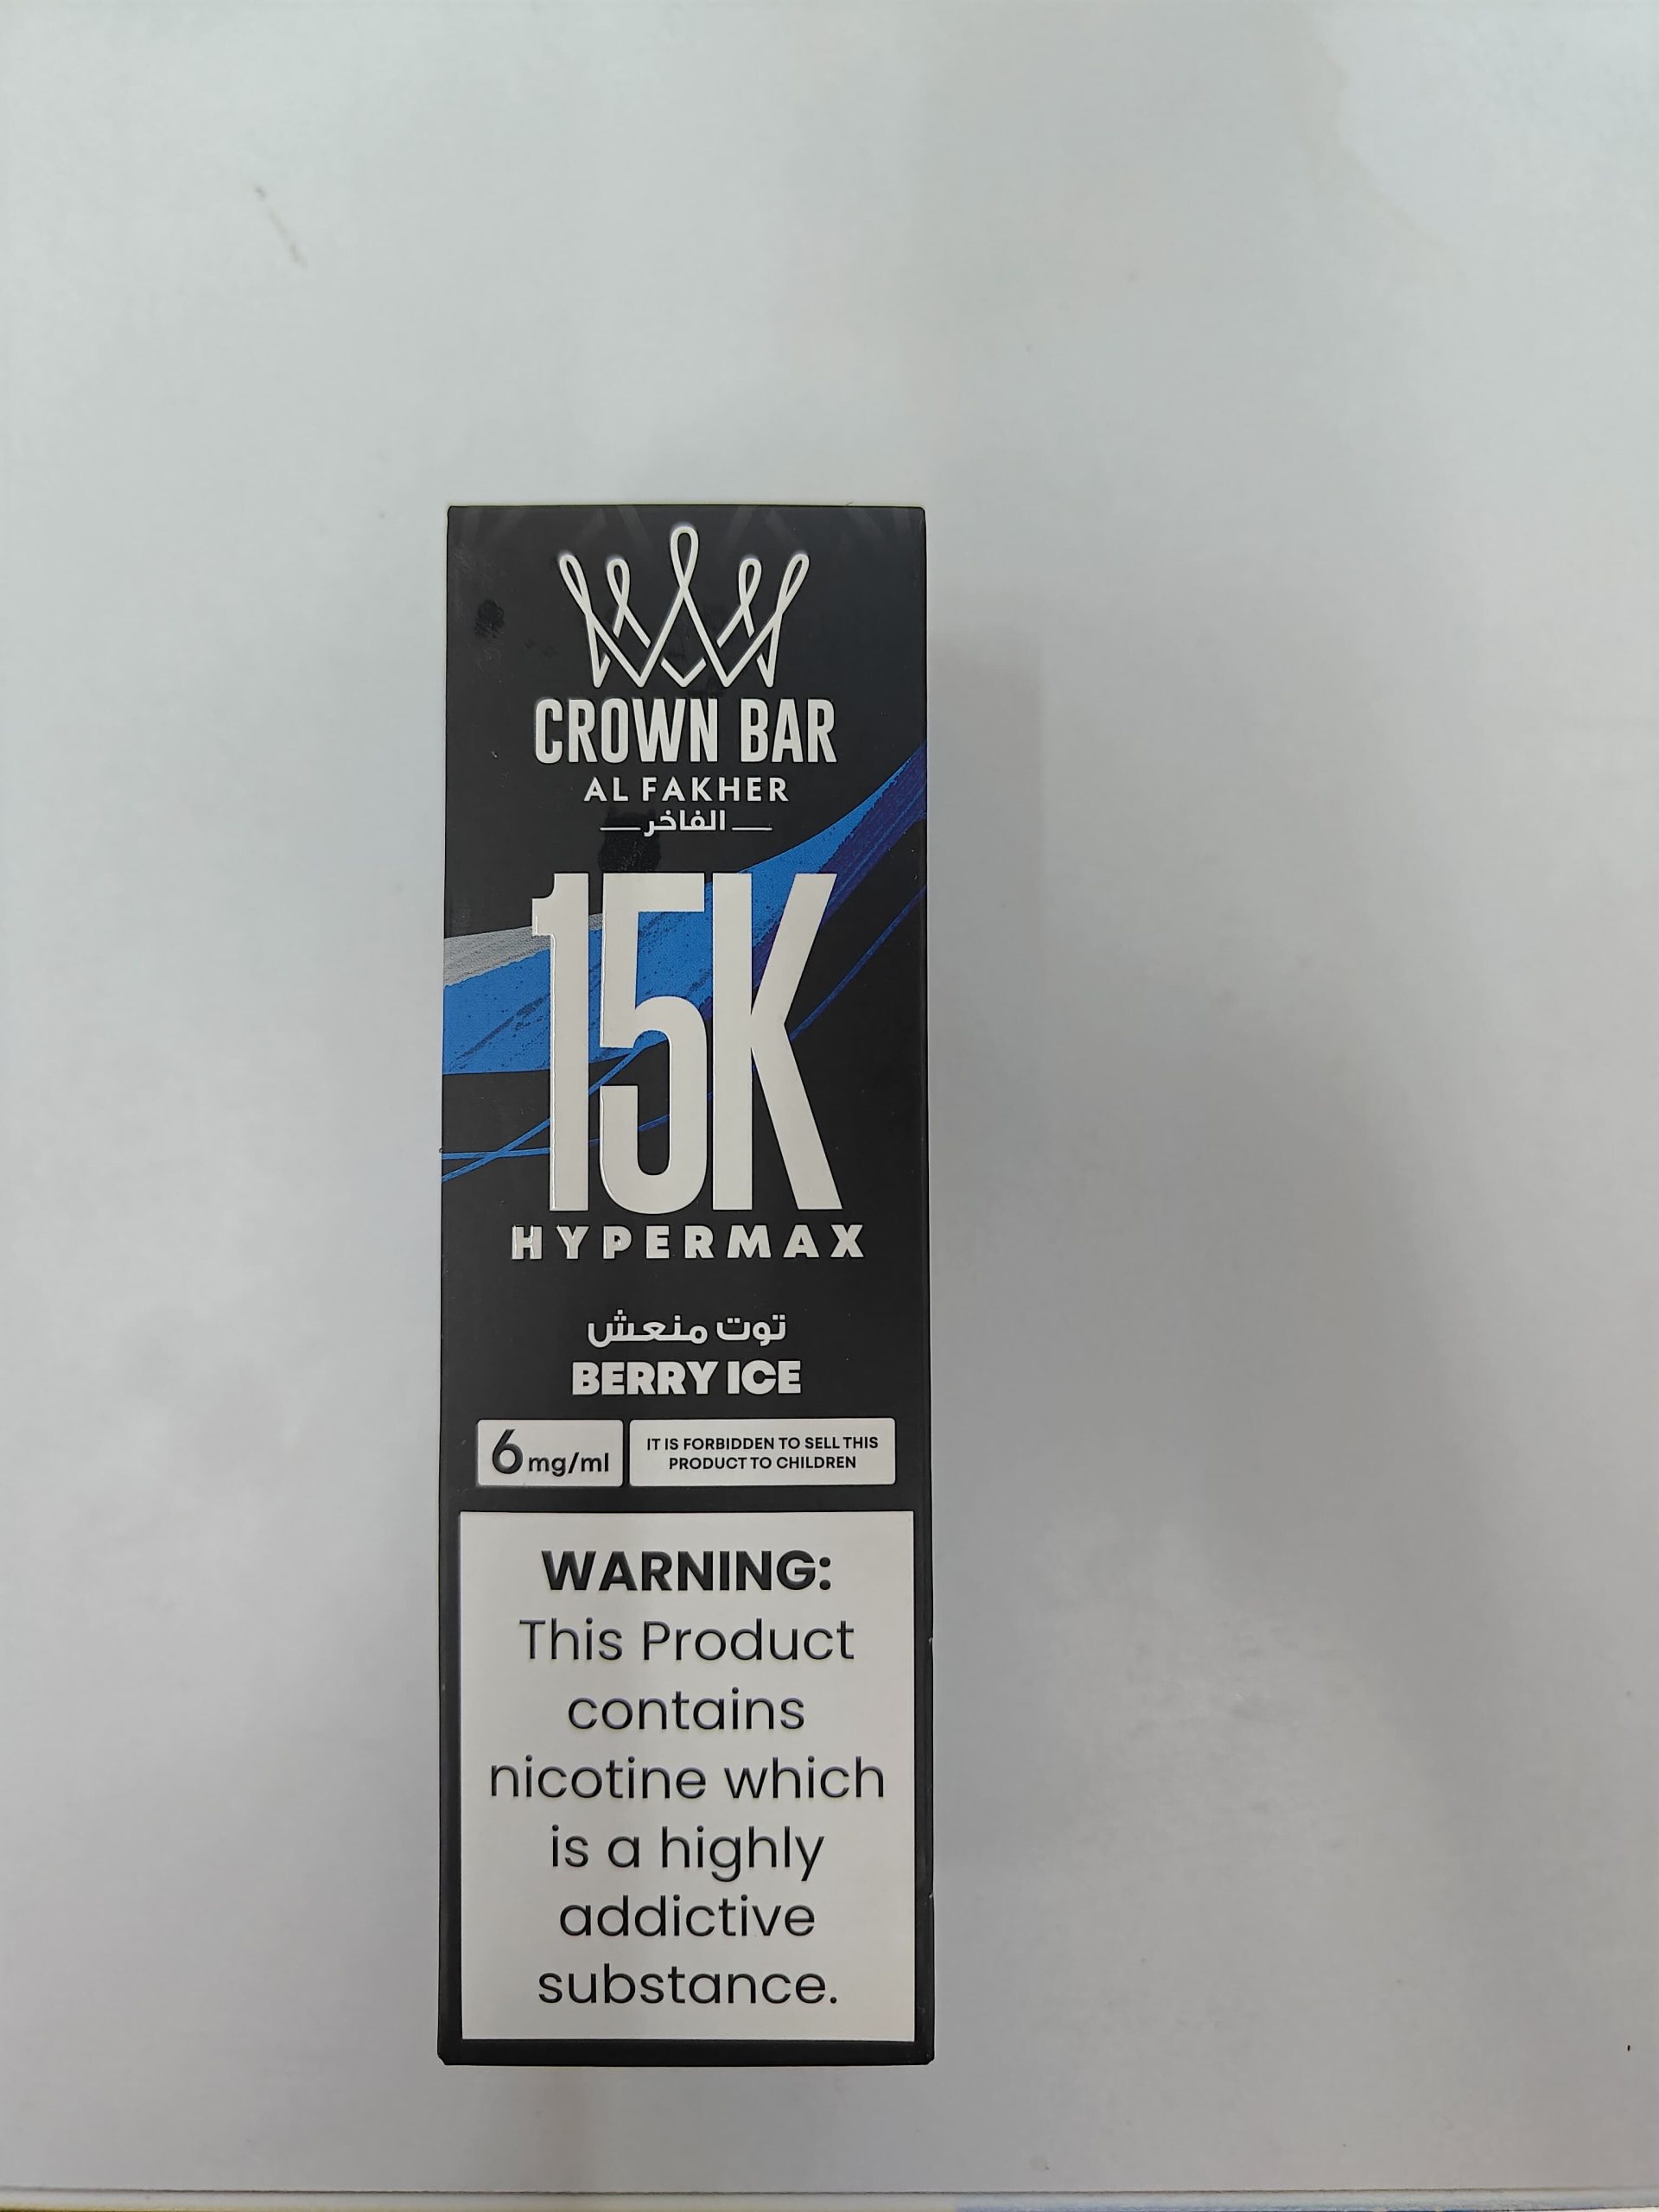 CROWN BAR
AL FAKHER
الفاخر
15K
HYPERMAX
توت منعش
BERRY ICE
6mg/ml
IT IS FORBIDDEN TO SELL THIS
PRODUCT TO CHILDREN
WARNING:
This Product
contains
nicotine which
is a highly
addictive
substance.